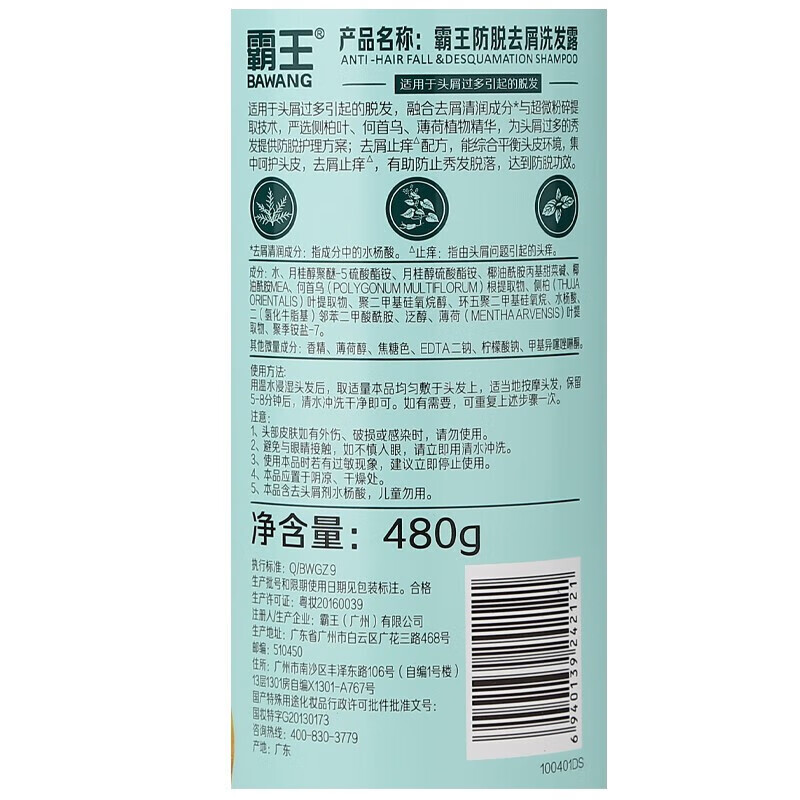 霸王®
BAWANG
产品名称：霸王防脱去屑洗发露
ANTI-HAIR FALL & DESQUAMATION SHAMPOO
适用于头屑过多引起的脱发
适用于头屑过多引起的脱发，融合去屑清润成分*与超微粉碎提
取技术，严选侧柏叶、何首乌、薄荷植物精华，为头屑过多的秀
发提供防脱护理方案；去屑止痒△配方，能综合平衡头皮环境，集
中呵护头皮，去屑止痒△，有助防止秀发脱落，达到防脱功效。
*去屑清润成分：指成分中的水杨酸。△止痒：指由头屑问题引起的头痒。
成分：水、月桂醇聚醚-5 硫酸酯铵、月桂醇硫酸酯铵、椰油酰胺丙基甜菜碱、椰
油酰胺MEA、何首乌（POLYGONUM MULTIFLORUM）根提取物、侧柏（THUJA
ORIENTALIS）叶提取物、聚二甲基硅氧烷醇、环五聚二甲基硅氧烷、水杨酸、
二（氢化牛脂基）邻苯二甲酸酰胺、泛醇、薄荷（MENTHA ARVENSIS）叶提
取物、聚季铵盐-7。
其他微量成分：香精、薄荷醇、焦糖色、EDTA 二钠、柠檬酸钠、甲基异噻唑啉酮。
使用方法：
用温水浸湿头发后，取适量本品均匀敷于头发上，适当地按摩头发，保留
5-8分钟后，清水冲洗干净即可。如有需要，可重复上述步骤一次。
注意：
1、头部皮肤如有外伤、破损或感染时，请勿使用。
2、避免与眼睛接触，如不慎入眼，请立即用清水冲洗。
3、使用本品时若有过敏现象，建议立即停止使用。
4、本品应置于阴凉、干燥处。
5、本品含去头屑剂水杨酸，儿童勿用。
净含量：480g
执行标准：Q/BWGZ 9
生产批号和限期使用日期见包装标注。合格
生产许可证：粤妆20160039
注册人/生产企业：霸王（广州）有限公司
生产地址：广东省广州市白云区广花三路468号
邮编：510450
住所：广州市南沙区丰泽东路106号（自编1号楼）
13层1301房自编X1301-A767号
国产特殊用途化妆品行政许可批件批准文号：
国妆特字G20130173
咨询热线：400-830-3779
产地：广东
6 940139 242121
100401DS